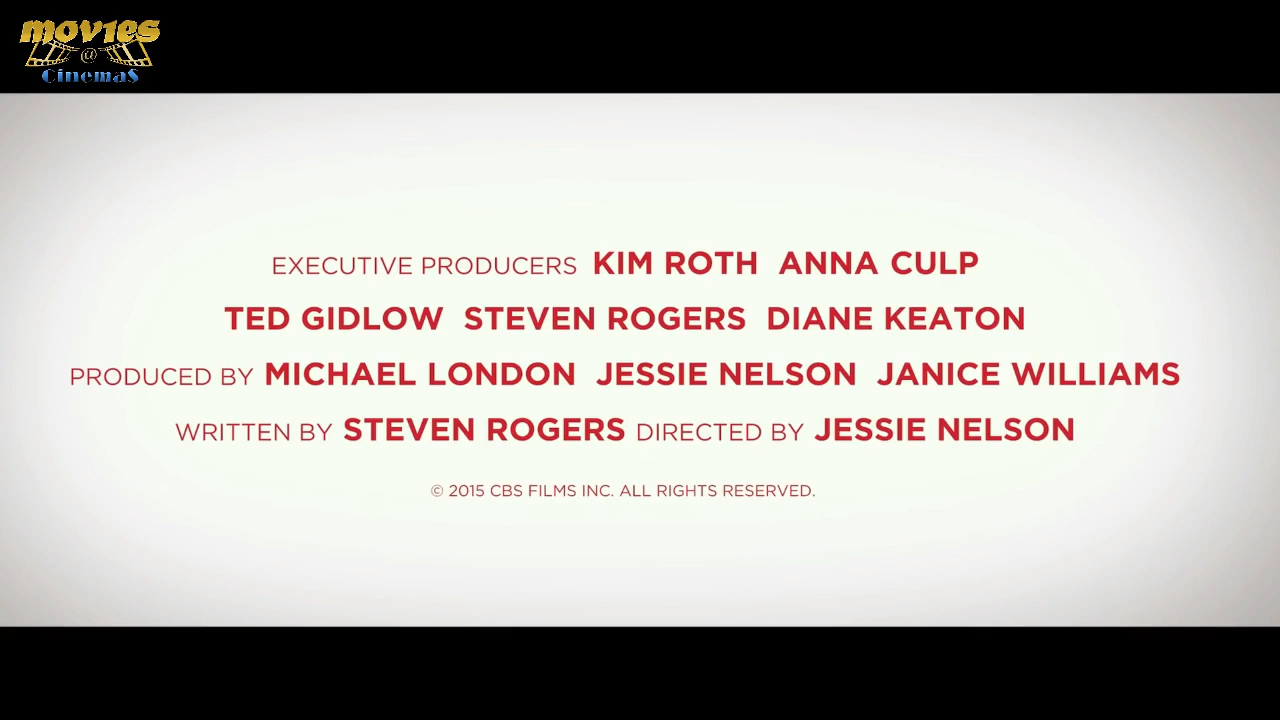 movies
@
Cinemas
EXECUTIVE PRODUCERS KIM ROTH ANNA CULP
TED GIDLOW STEVEN ROGERS DIANE KEATON
PRODUCED BY MICHAEL LONDON JESSIE NELSON JANICE WILLIAMS
WRITTEN BY STEVEN ROGERS DIRECTED BY JESSIE NELSON
© 2015 CBS FILMS INC. ALL RIGHTS RESERVED.